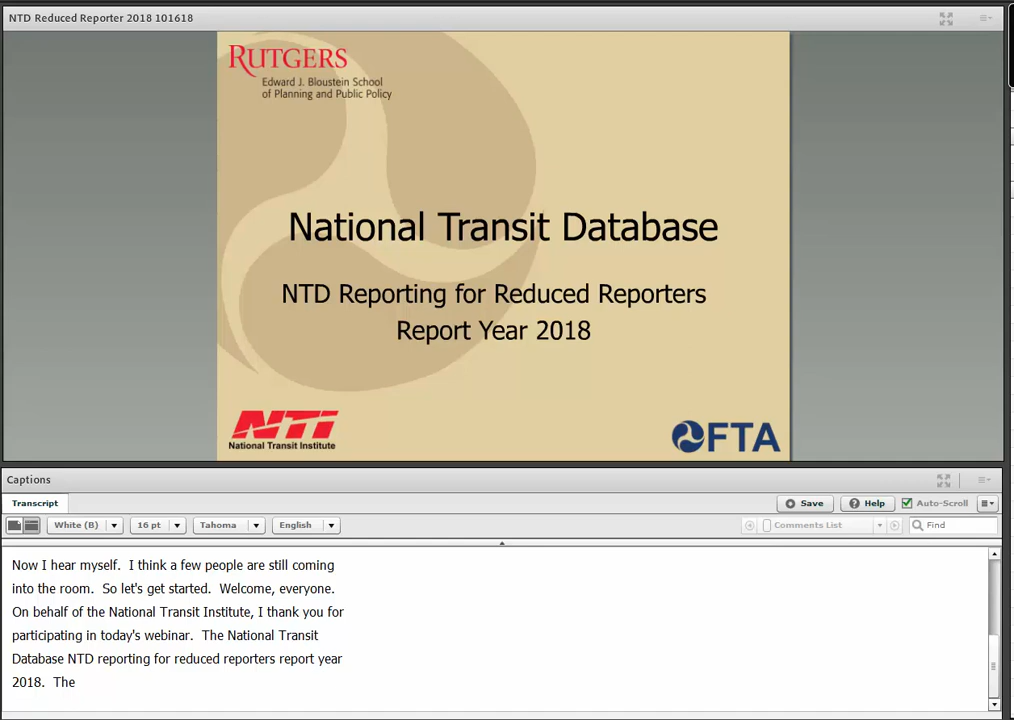 NTD Reduced Reporter 2018 101618
RUTGERS
Edward J. Bloustein School
of Planning and Public Policy
National Transit Database
NTD Reporting for Reduced Reporters
Report Year 2018
NTI
National Transit Institute
FTA
Captions
Transcript
Save
Help
Auto-Scroll
White (B)
16 pt
Tahoma
English
Comments List
Find
Now I hear myself.  I think a few people are still coming
into the room.  So let's get started.  Welcome, everyone.
On behalf of the National Transit Institute, I thank you for
participating in today's webinar.  The National Transit
Database NTD reporting for reduced reporters report year
2018.  The